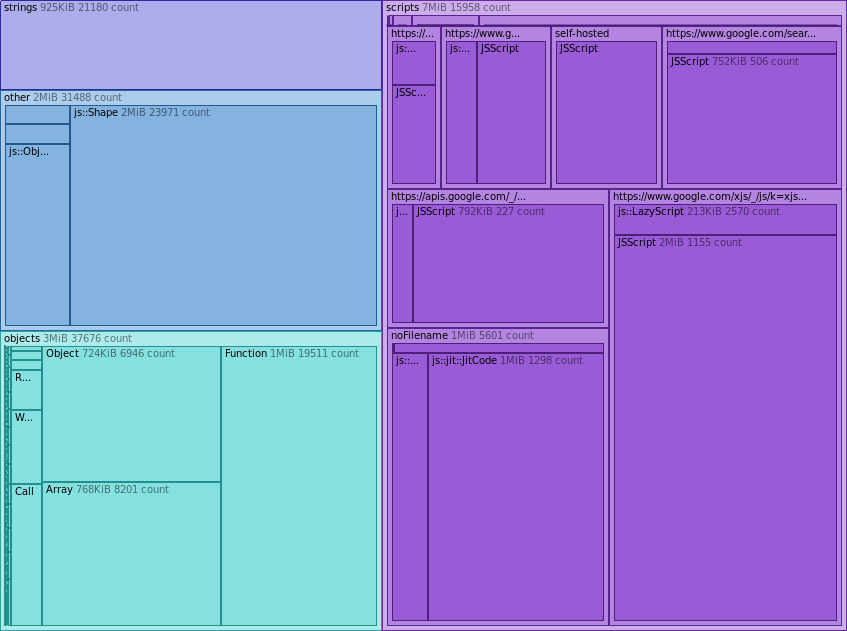 strings 925KiB 21180 count
other 2MiB 31488 count
js::Shape 2MiB 23971 count
js::Obj...
objects 3MiB 37676 count
Object 724KiB 6946 count
Function 1MiB 19511 count
R...
W...
Array 768KiB 8201 count
Call
scripts 7MiB 15958 count
https://...
https://www.g...
self-hosted
https://www.google.com/sear...
js:...
js:...
JSScript
JSScript
JSScript 752KiB 506 count
JSSc...
https://apis.google.com/_/...
https://www.google.com/xjs/_/js/k=xjs...
j...
JSScript 792KiB 227 count
js::LazyScript 213KiB 2570 count
JSScript 2MiB 1155 count
noFilename 1MiB 5601 count
js::...
js::jit::JitCode 1MiB 1298 count